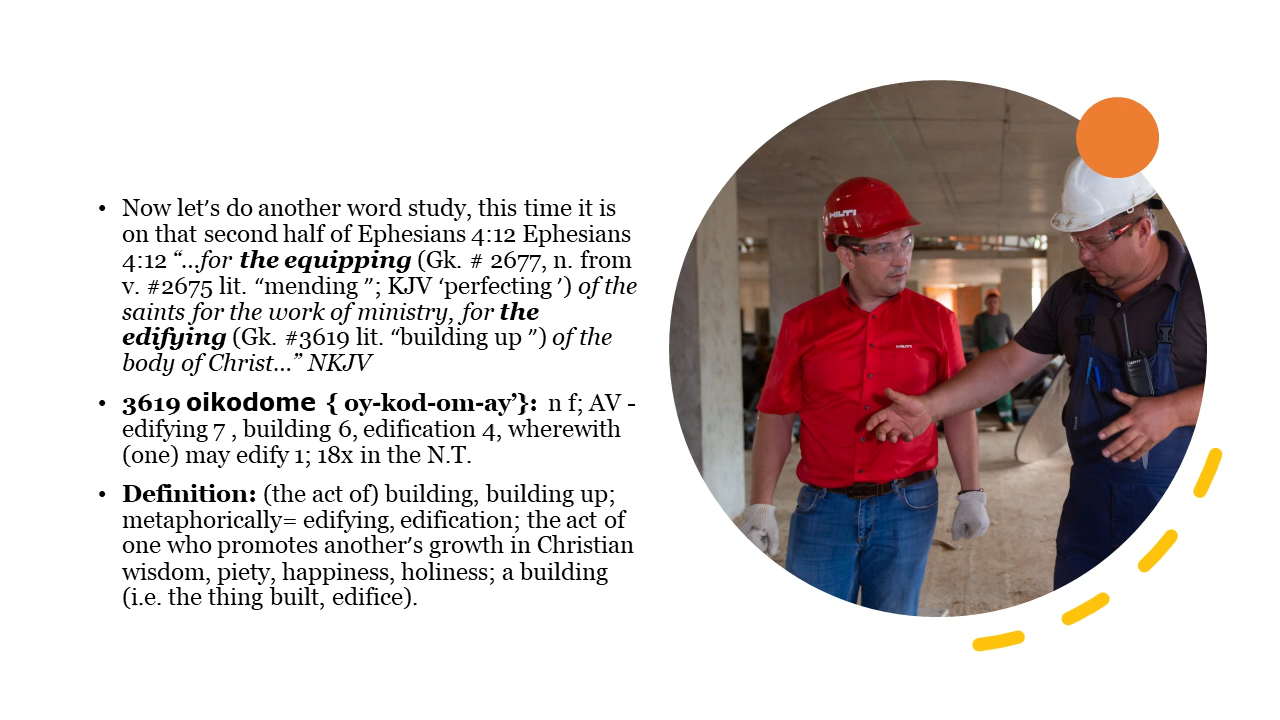 • Now let's do another word study, this time it is
on that second half of Ephesians 4:12 Ephesians
4:12 “…for the equipping (Gk. # 2677, n. from
v. #2675 lit. “mending ”; KJV ‘perfecting ’) of the
saints for the work of ministry, for the
edifying (Gk. #3619 lit. “building up ”) of the
body of Christ…” NKJV
• 3619 oikodome { oy-kod-om-ay’}: n f; AV -
edifying 7 , building 6, edification 4, wherewith
(one) may edify 1; 18x in the N.T.
• Definition: (the act of) building, building up;
metaphorically= edifying, edification; the act of
one who promotes another's growth in Christian
wisdom, piety, happiness, holiness; a building
(i.e. the thing built, edifice).
HILTI
HILTI